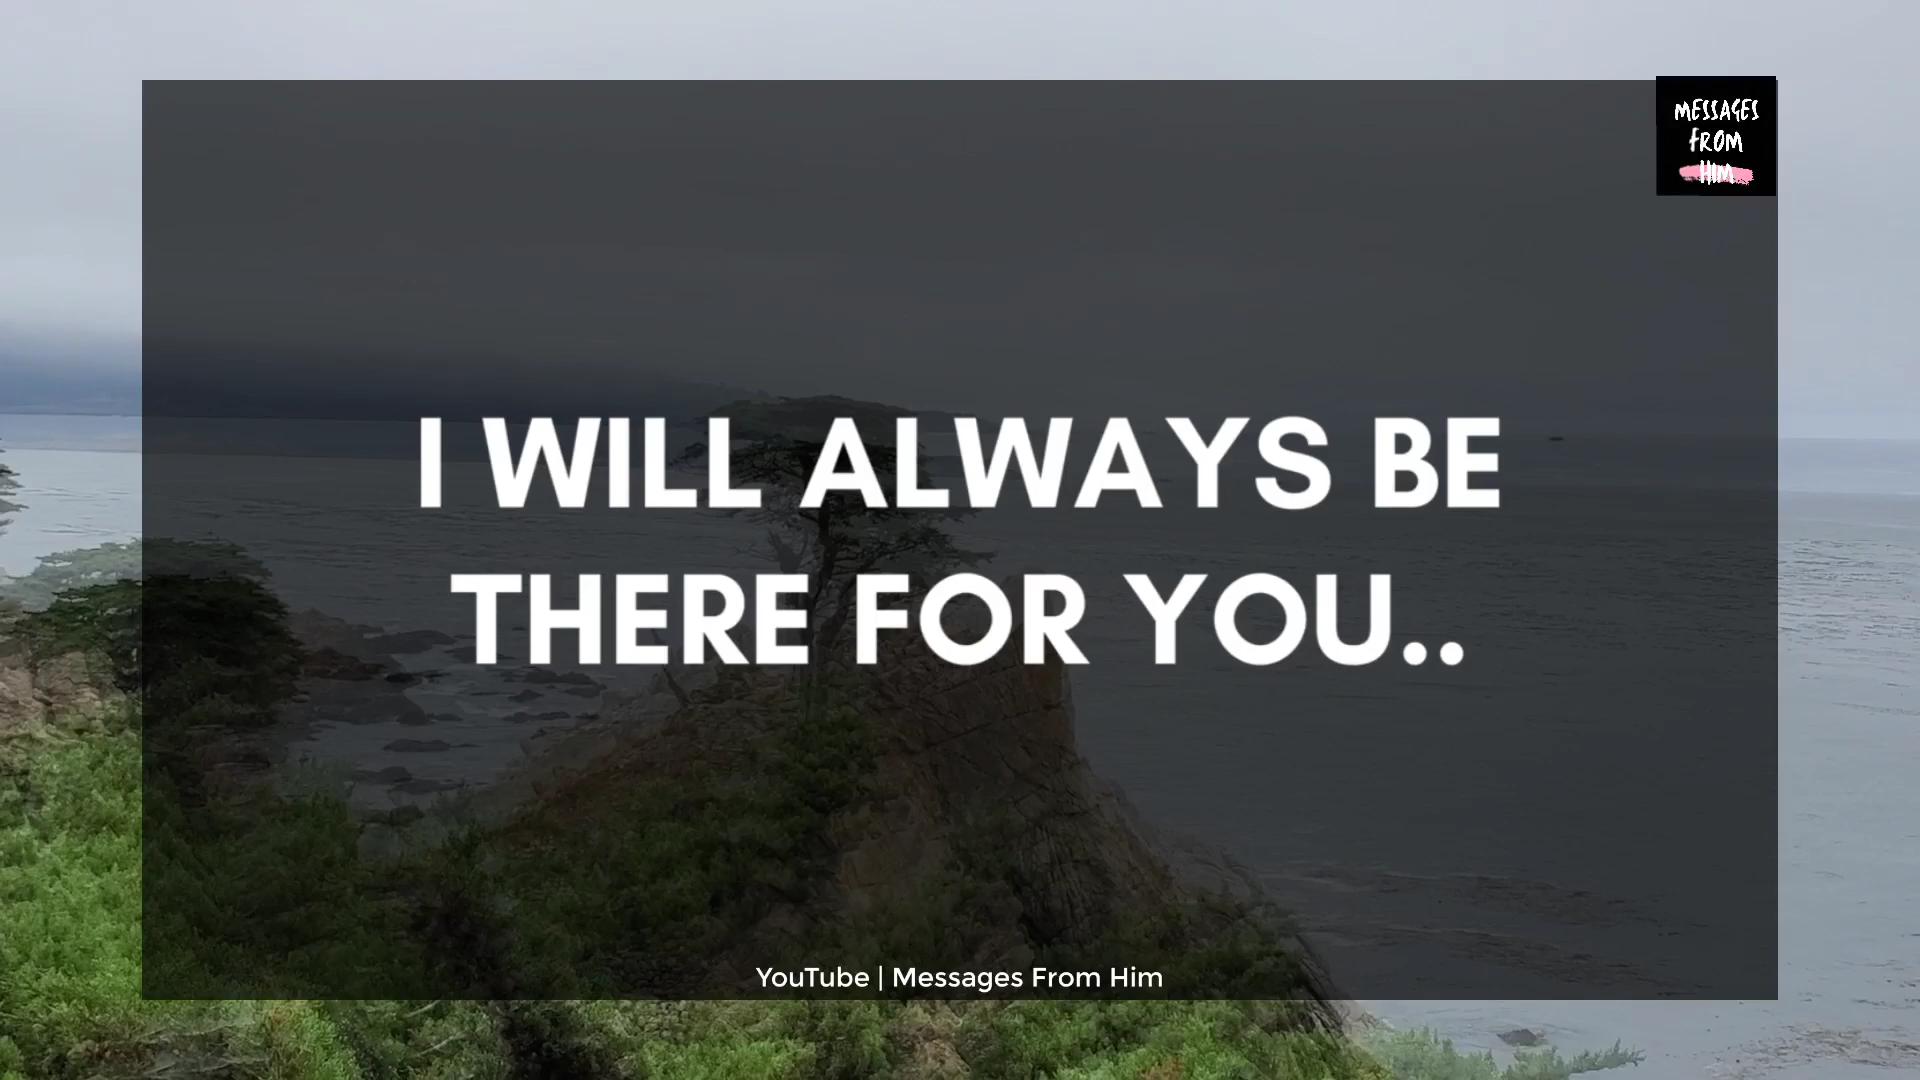 MESSAGES
FROM
HIM
I WILL ALWAYS BE
THERE FOR YOU..
YouTube | Messages From Him